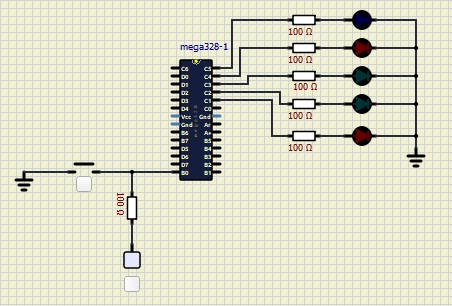 mega328-1
C6 C5
D0 C4
D1 C3
D2 C2
D3 C1
D4 C0
Vcc Gnd
Gnd Ar
B6 Ar
B7 B5
D5 B4
D6 B3
D7 B2
B0 B1
100 Ω
100 Ω
100 Ω
100 Ω
100 Ω
100 Ω